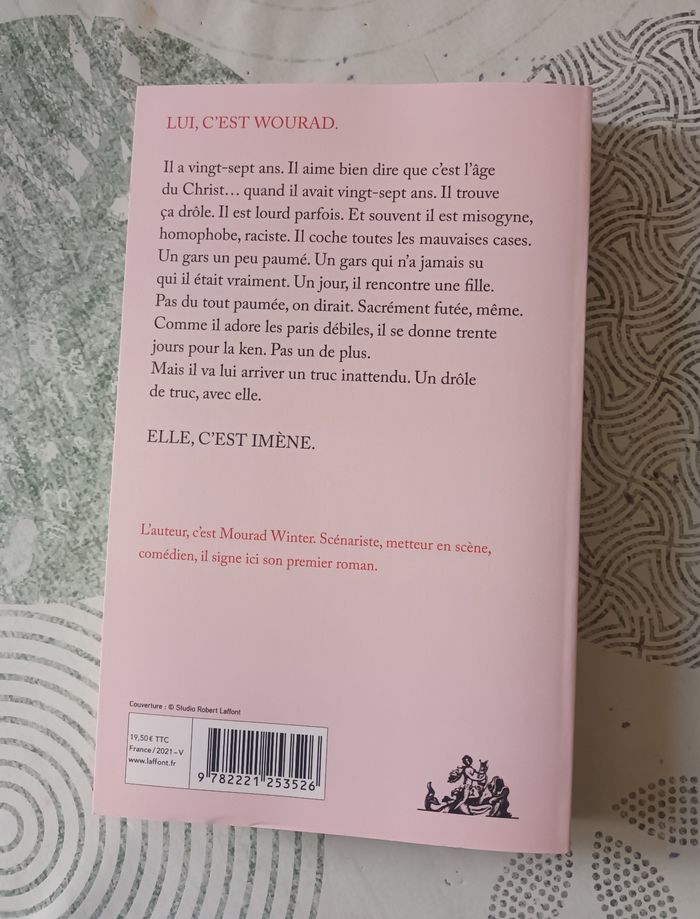 LUI, C'EST WOURAD.
Il a vingt-sept ans. Il aime bien dire que c'est l'âge
du Christ… quand il avait vingt-sept ans. Il trouve
ça drôle. Il est lourd parfois. Et souvent il est misogyne,
homophobe, raciste. Il coche toutes les mauvaises cases.
Un gars un peu paumé. Un gars qui n'a jamais su
qui il était vraiment. Un jour, il rencontre une fille.
Pas du tout paumée, on dirait. Sacrément futée, même.
Comme il adore les paris débiles, il se donne trente
jours pour la ken. Pas un de plus.
Mais il va lui arriver un truc inattendu. Un drôle
de truc, avec elle.
ELLE, C'EST IMÈNE.
L'auteur, c'est Mourad Winter. Scénariste, metteur en scène,
comédien, il signe ici son premier roman.
Couverture : © Studio Robert Laffont
19,50 € TTC
France / 2021 – V
www.laffont.fr
9 782221 253526